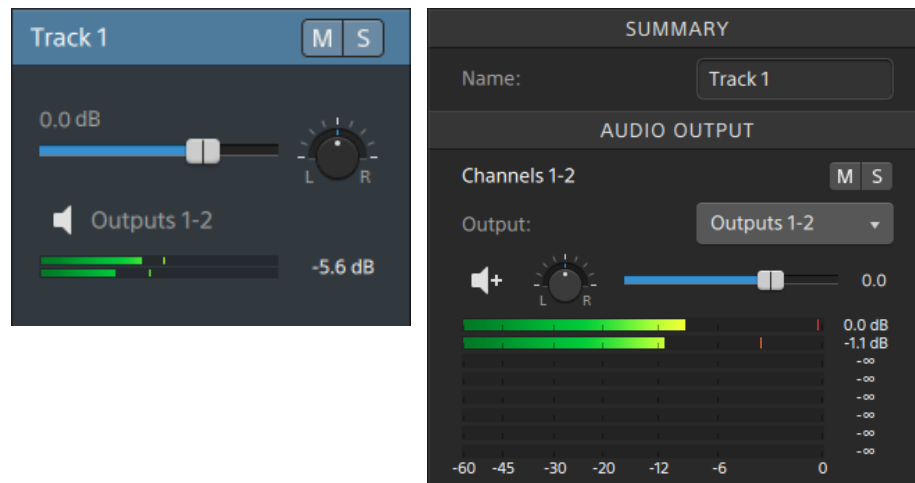 Track 1
M S
0.0 dB
L R
Outputs 1-2
-5.6 dB
SUMMARY
Name: Track 1
AUDIO OUTPUT
Channels 1-2 M S
Output: Outputs 1-2
+ L R 0.0
0.0 dB
-1.1 dB
-∞
-∞
-∞
-∞
-∞
-∞
-60 -45 -30 -20 -12 -6 0